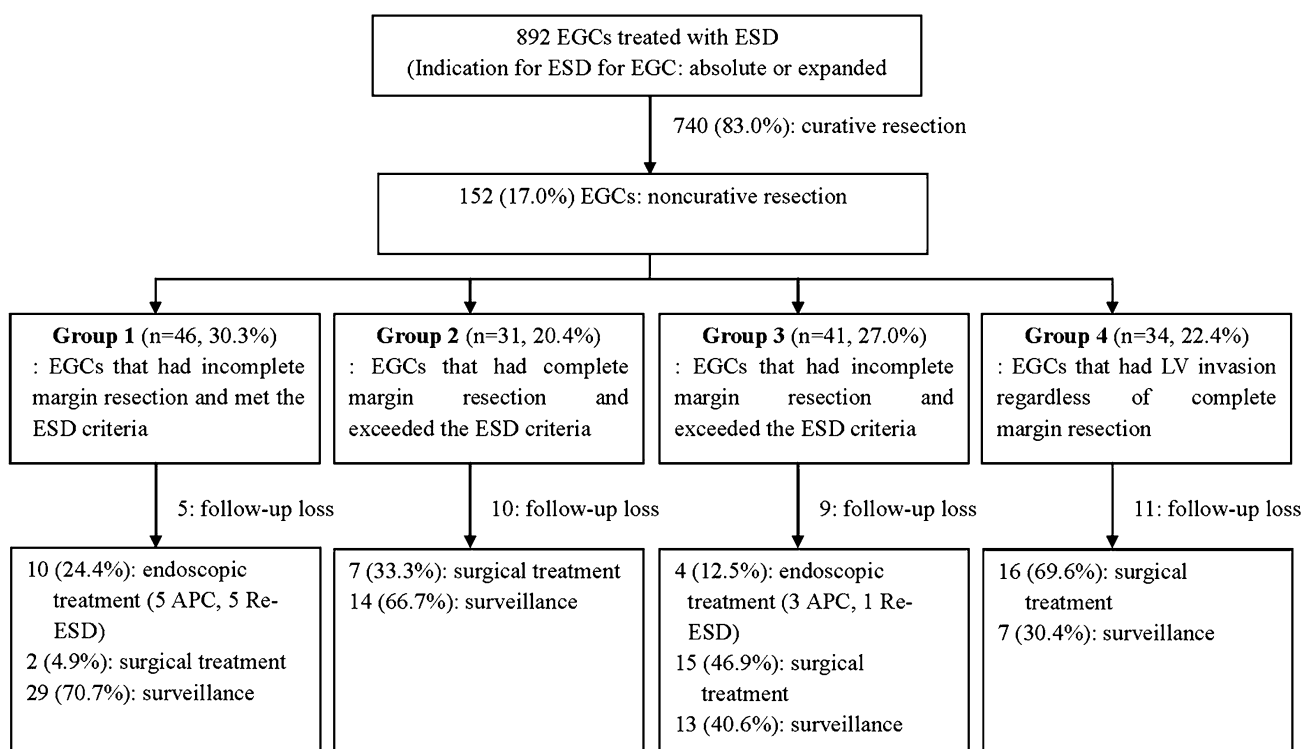 892 EGCs treated with ESD
(Indication for ESD for EGC: absolute or expanded
740 (83.0%): curative resection
152 (17.0%) EGCs: noncurative resection
Group 1 (n=46, 30.3%)
: EGCs that had incomplete
margin resection and met the
ESD criteria
Group 2 (n=31, 20.4%)
: EGCs that had complete
margin resection and
exceeded the ESD criteria
Group 3 (n=41, 27.0%)
: EGCs that had incomplete
margin resection and
exceeded the ESD criteria
Group 4 (n=34, 22.4%)
: EGCs that had LV invasion
regardless of complete
margin resection
5: follow-up loss
10: follow-up loss
9: follow-up loss
11: follow-up loss
10 (24.4%): endoscopic
treatment (5 APC, 5 Re-
ESD)
2 (4.9%): surgical treatment
29 (70.7%): surveillance
7 (33.3%): surgical treatment
14 (66.7%): surveillance
4 (12.5%): endoscopic
treatment (3 APC, 1 Re-
ESD)
15 (46.9%): surgical
treatment
13 (40.6%): surveillance
16 (69.6%): surgical
treatment
7 (30.4%): surveillance